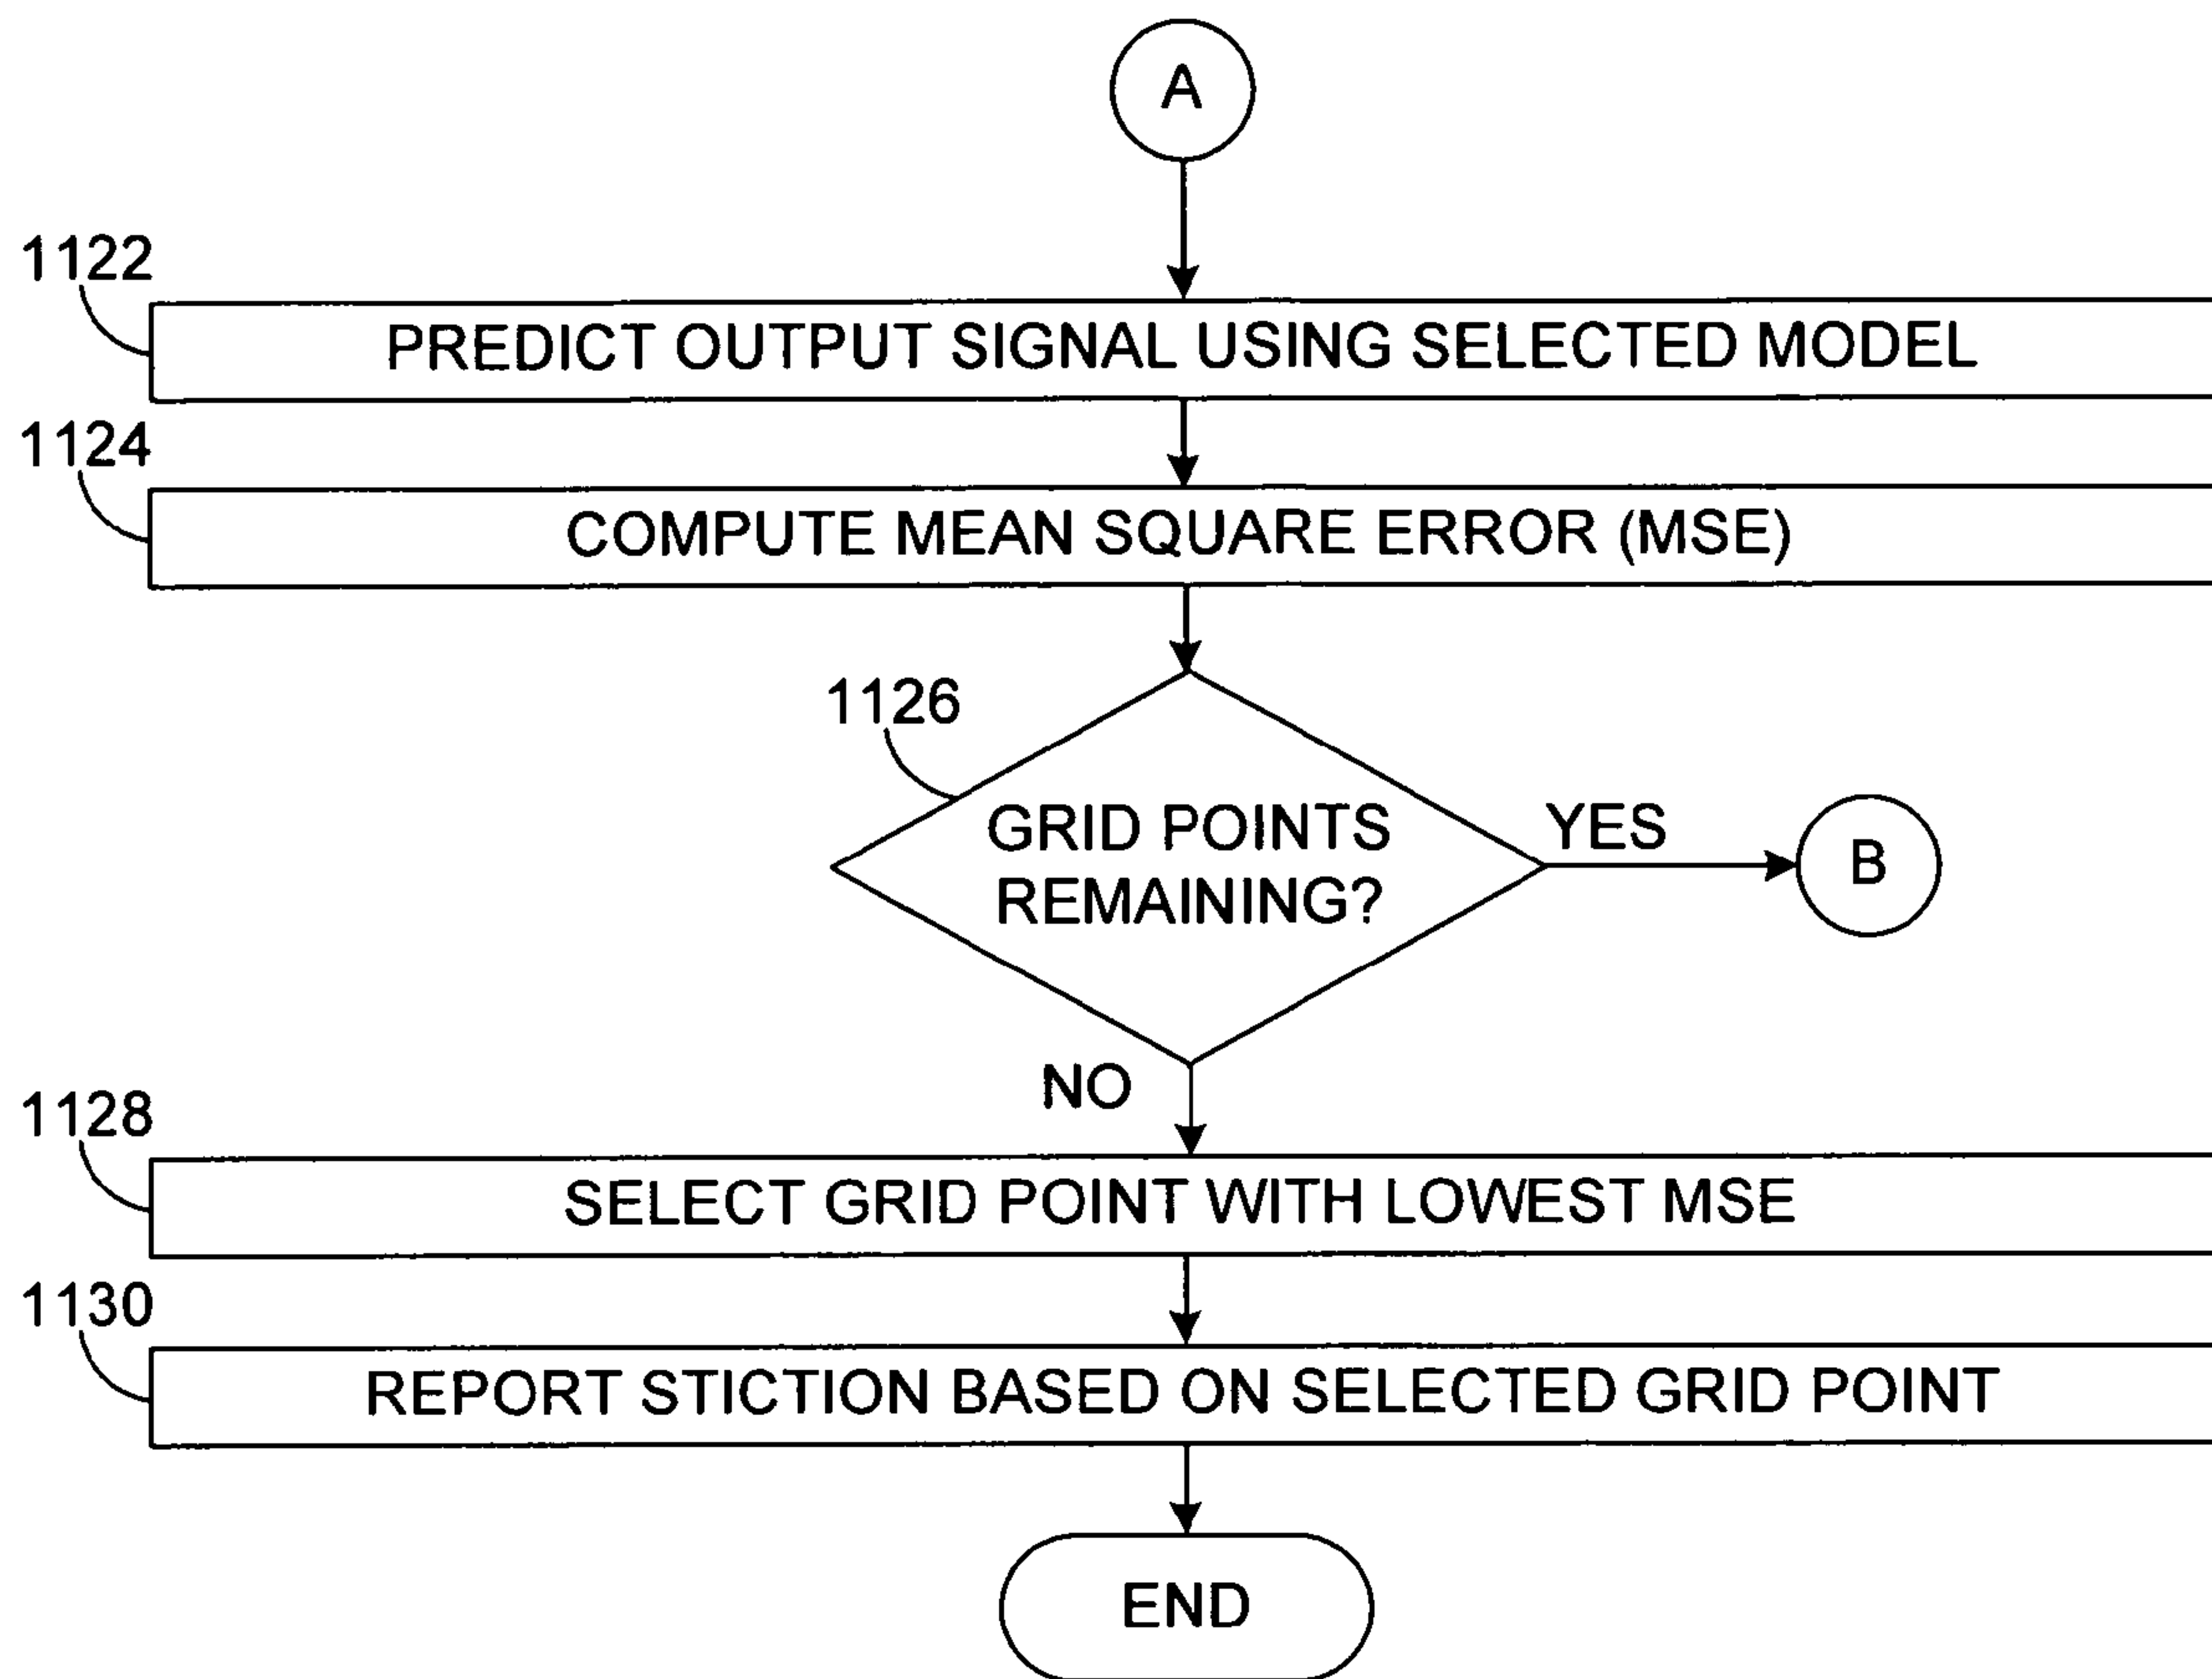 A
1122
PREDICT OUTPUT SIGNAL USING SELECTED MODEL
1124
COMPUTE MEAN SQUARE ERROR (MSE)
1126
GRID POINTS
REMAINING?
YES
B
NO
1128
SELECT GRID POINT WITH LOWEST MSE
1130
REPORT STICTION BASED ON SELECTED GRID POINT
END